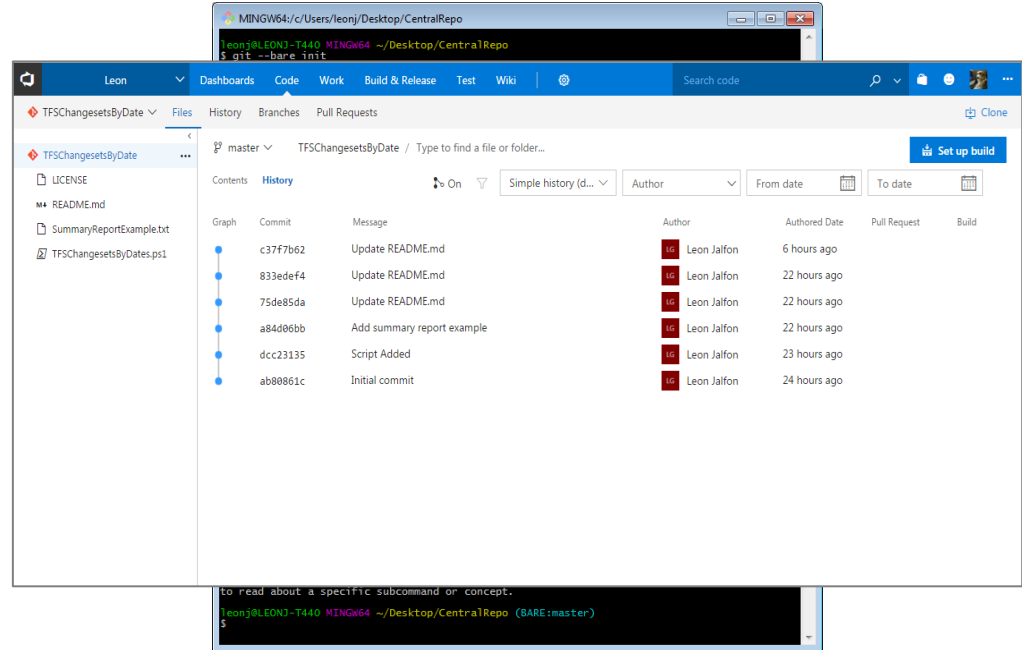 MINGW64:/c/Users/leonj/Desktop/CentralRepo
leonj@LEONJ-T440 MINGW64 ~/Desktop/CentralRepo
$ git --bare init
Leon Dashboards Code Work Build & Release Test Wiki Search code
TFSChangesetsByDate Files History Branches Pull Requests Clone
TFSChangesetsByDate
LICENSE
M↓ README.md
SummaryReportExample.txt
TFSChangesetsByDates.ps1
master TFSChangesetsByDate / Type to find a file or folder... Set up build
Contents History On Simple history (d... Author From date To date
Graph Commit Message Author Authored Date Pull Request Build
c37f7b62 Update README.md LG Leon Jalfon 6 hours ago
833edef4 Update README.md LG Leon Jalfon 22 hours ago
75de85da Update README.md LG Leon Jalfon 22 hours ago
a84d06bb Add summary report example LG Leon Jalfon 22 hours ago
dcc23135 Script Added LG Leon Jalfon 23 hours ago
ab80861c Initial commit LG Leon Jalfon 24 hours ago
to read about a specific subcommand or concept.
leonj@LEONJ-T440 MINGW64 ~/Desktop/CentralRepo (BARE:master)
$